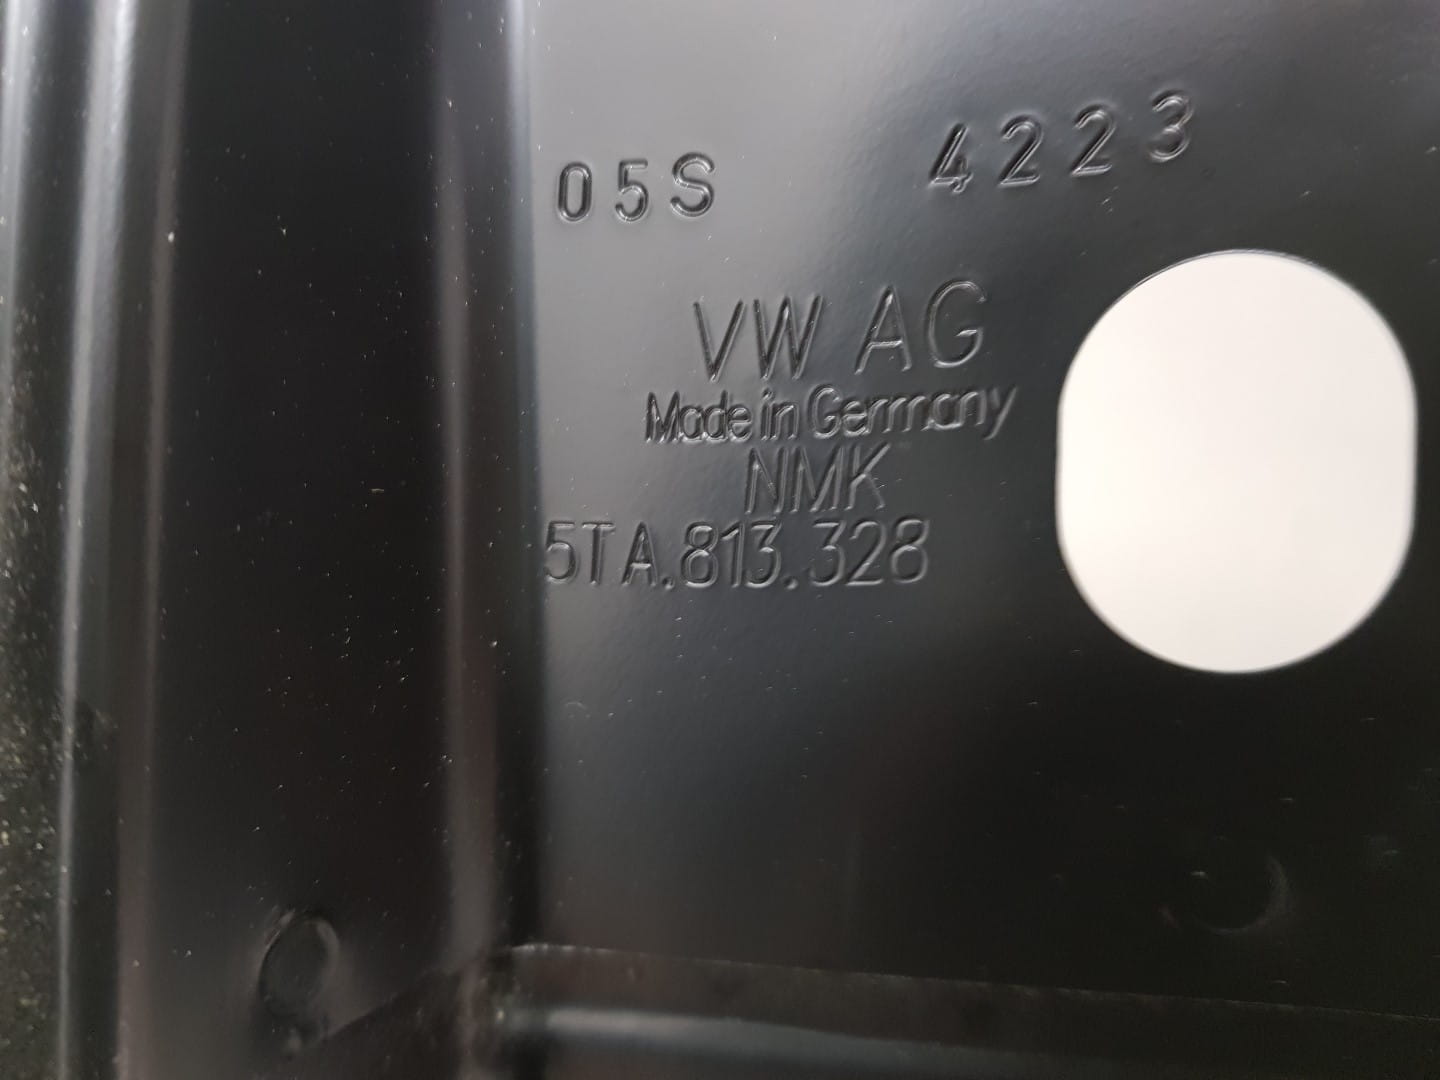 05S 4223
VW AG
Made in Germany
NMK
5TA.813.328